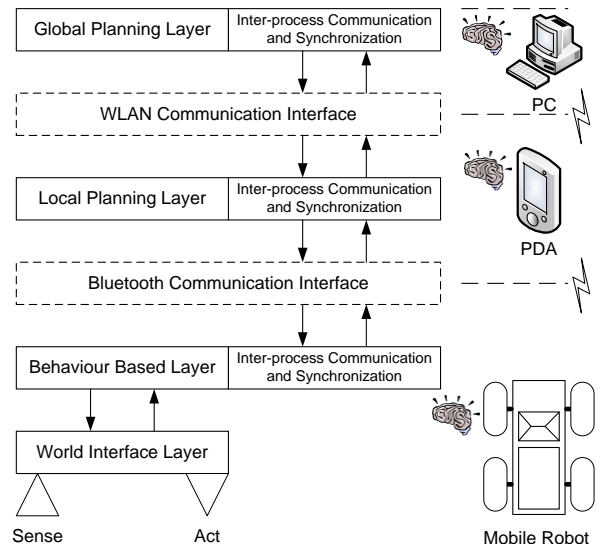 Global Planning Layer
Inter-process Communication
and Synchronization
PC
WLAN Communication Interface
Local Planning Layer
Inter-process Communication
and Synchronization
PDA
Bluetooth Communication Interface
Behaviour Based Layer
Inter-process Communication
and Synchronization
World Interface Layer
Sense
Act
Mobile Robot